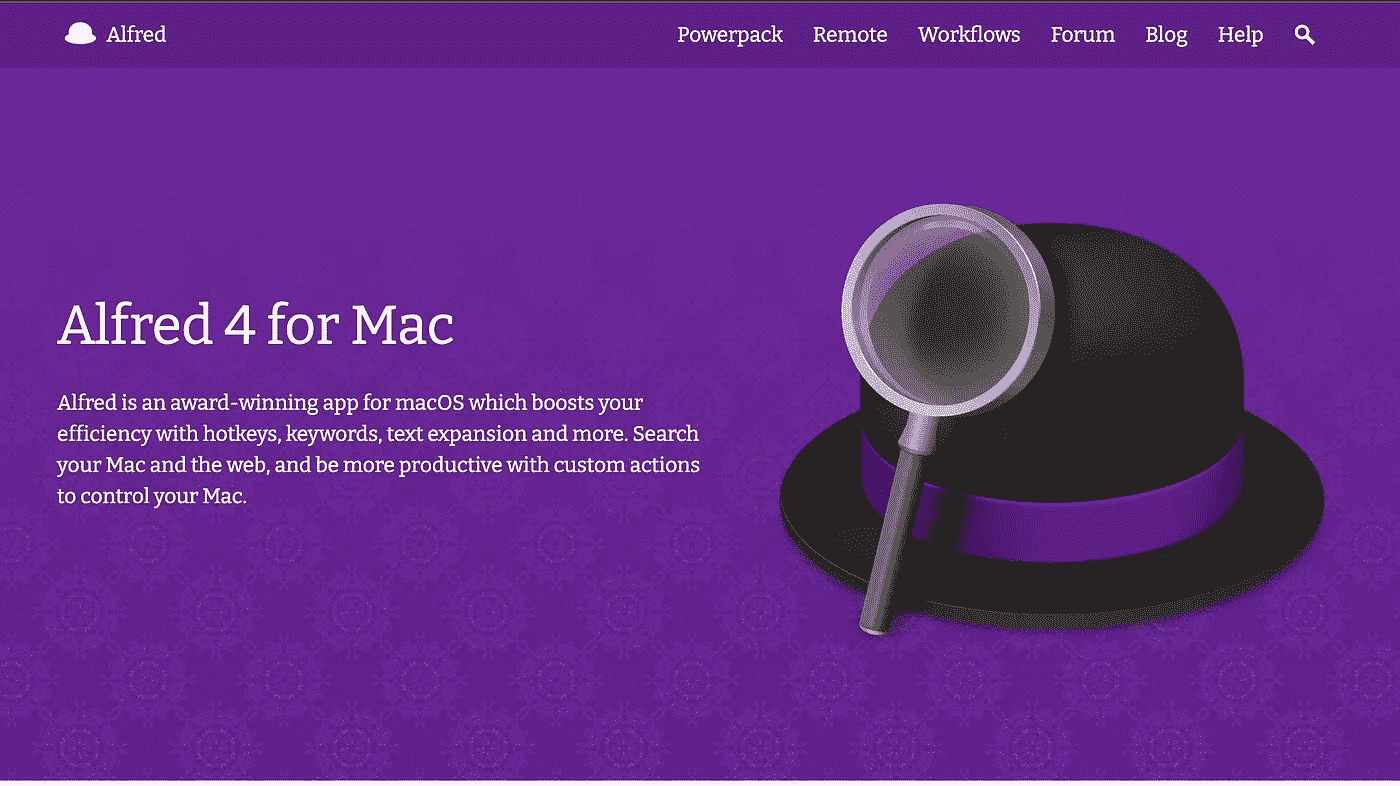 Alfred Powerpack Remote Workflows Forum Blog Help
Alfred 4 for Mac
Alfred is an award-winning app for macOS which boosts your
efficiency with hotkeys, keywords, text expansion and more. Search
your Mac and the web, and be more productive with custom actions
to control your Mac.